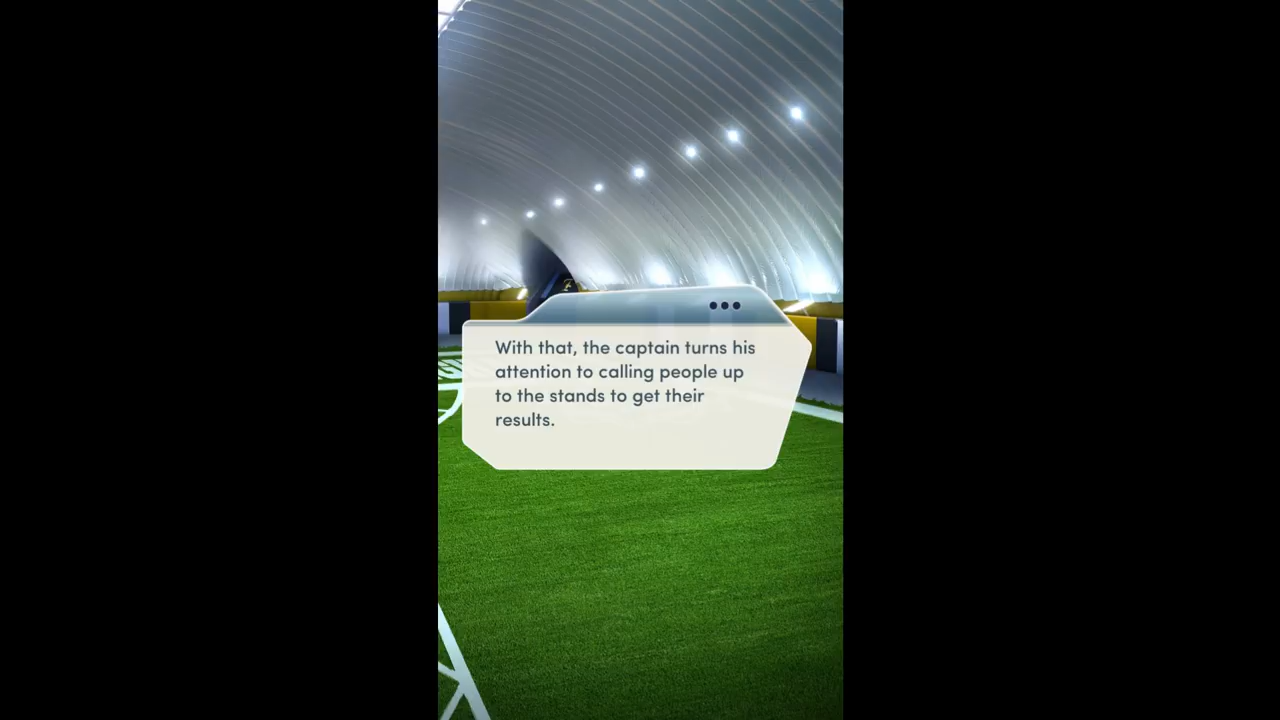 With that, the captain turns his
attention to calling people up
to the stands to get their
results.